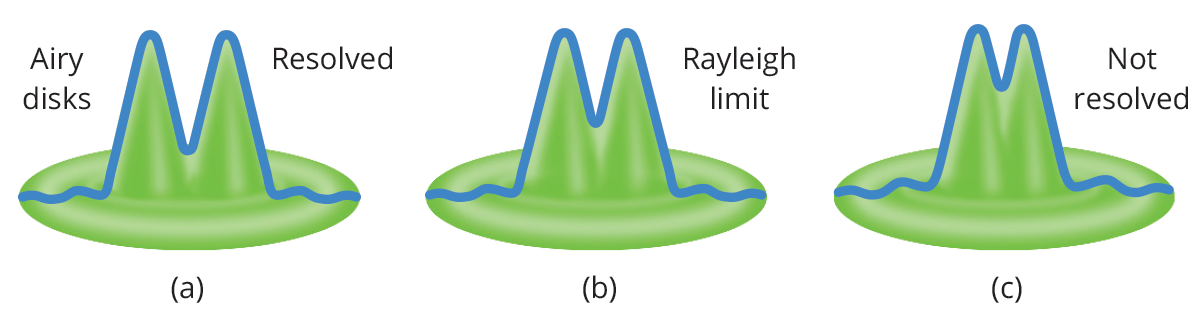 Airy
disks
Resolved
Rayleigh
limit
Not
resolved
(a)
(b)
(c)